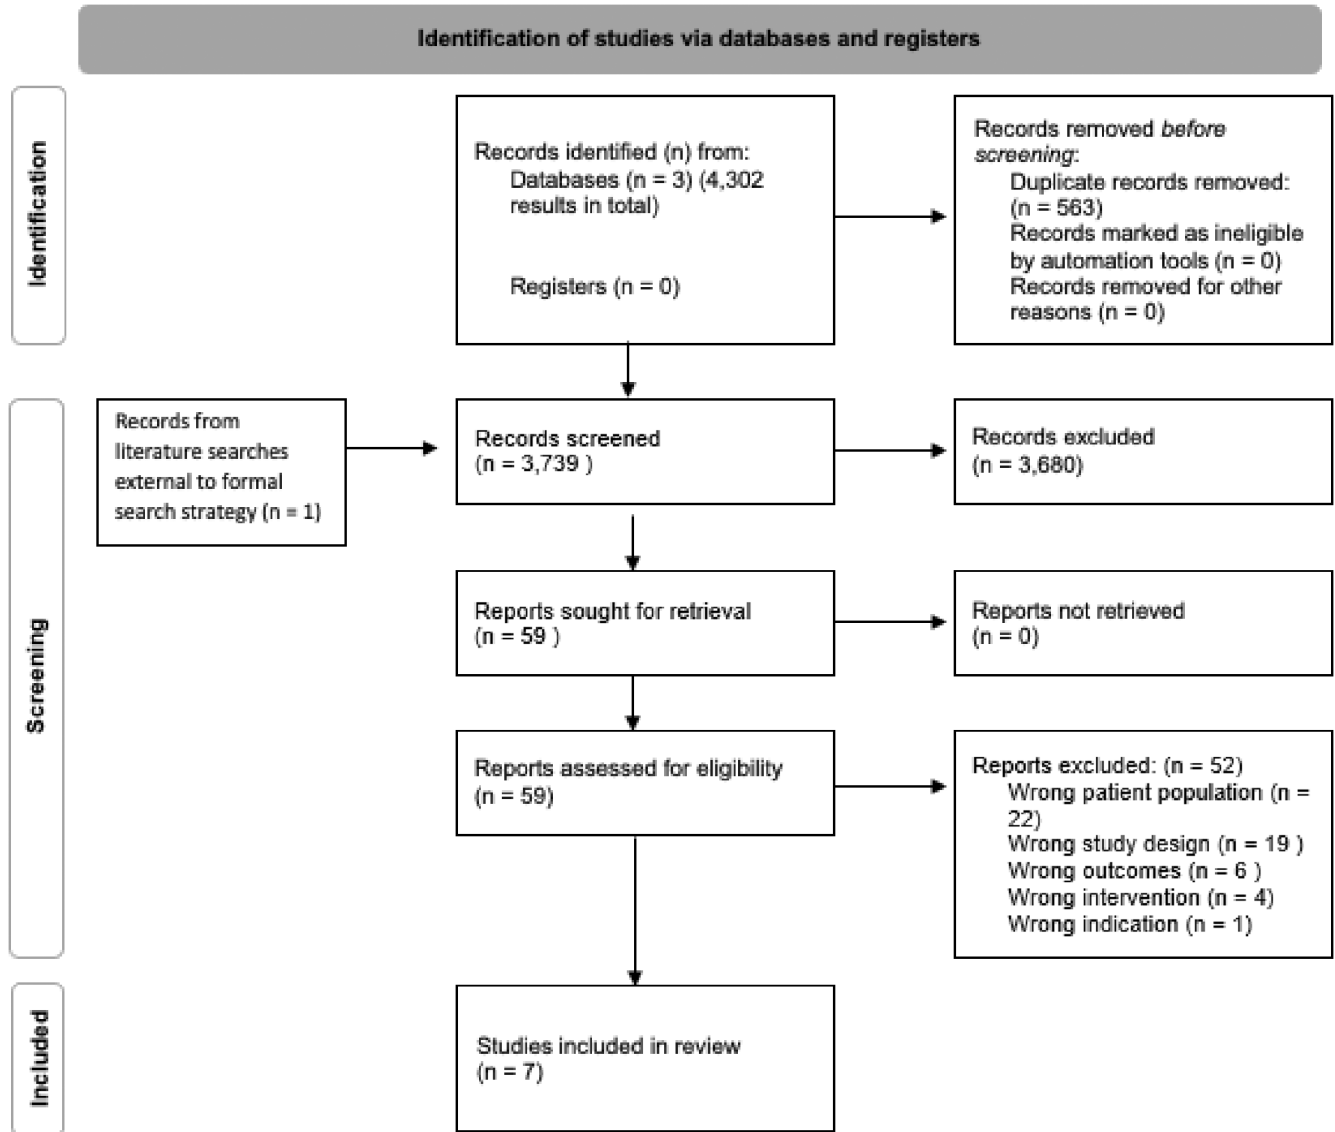 Identification of studies via databases and registers
Identification
Records identified (n) from:
Databases (n = 3) (4,302
results in total)
Registers (n = 0)
Records removed before
screening:
Duplicate records removed:
(n = 563)
Records marked as ineligible
by automation tools (n = 0)
Records removed for other
reasons (n = 0)
Screening
Records from
literature searches
external to formal
search strategy (n = 1)
Records screened
(n = 3,739 )
Records excluded
(n = 3,680)
Reports sought for retrieval
(n = 59 )
Reports not retrieved
(n = 0)
Reports assessed for eligibility
(n = 59)
Reports excluded: (n = 52)
Wrong patient population (n =
22)
Wrong study design (n = 19 )
Wrong outcomes (n = 6 )
Wrong intervention (n = 4)
Wrong indication (n = 1)
Included
Studies included in review
(n = 7)